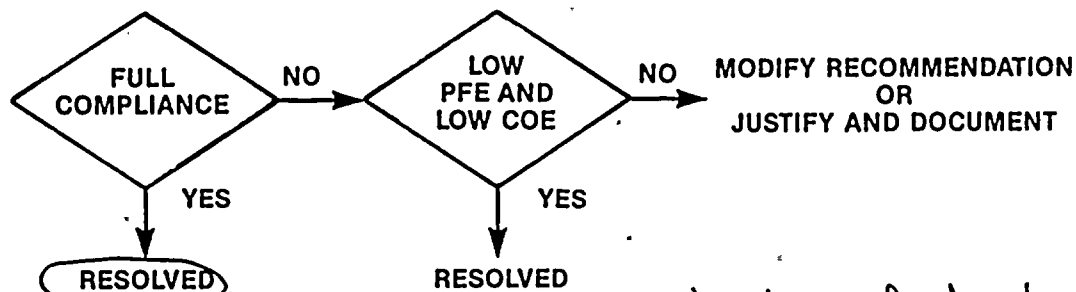 FULL
COMPLIANCE
NO
LOW
PFE AND
LOW COE
NO
MODIFY RECOMMENDATION
OR
JUSTIFY AND DOCUMENT
YES
YES
RESOLVED
RESOLVED